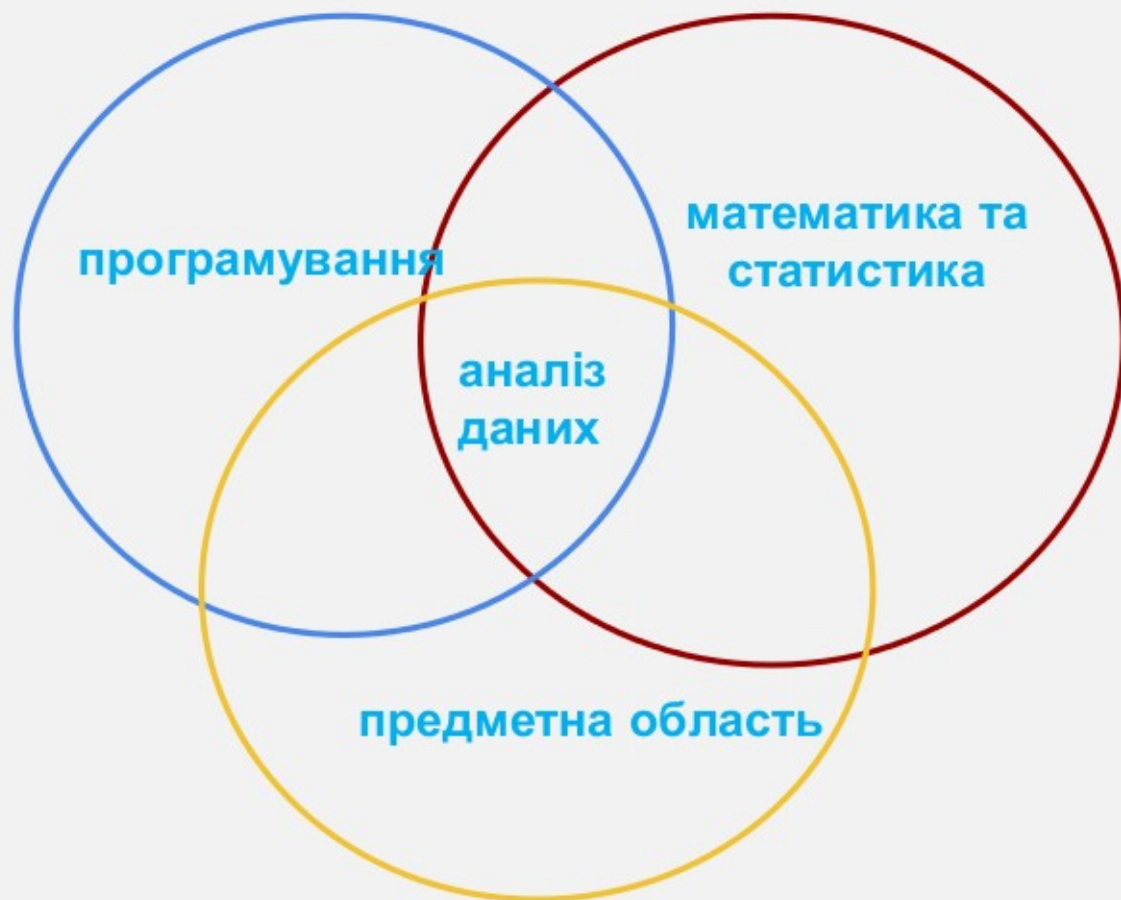 програмування
математика та
статистика
аналіз
даних
предметна область